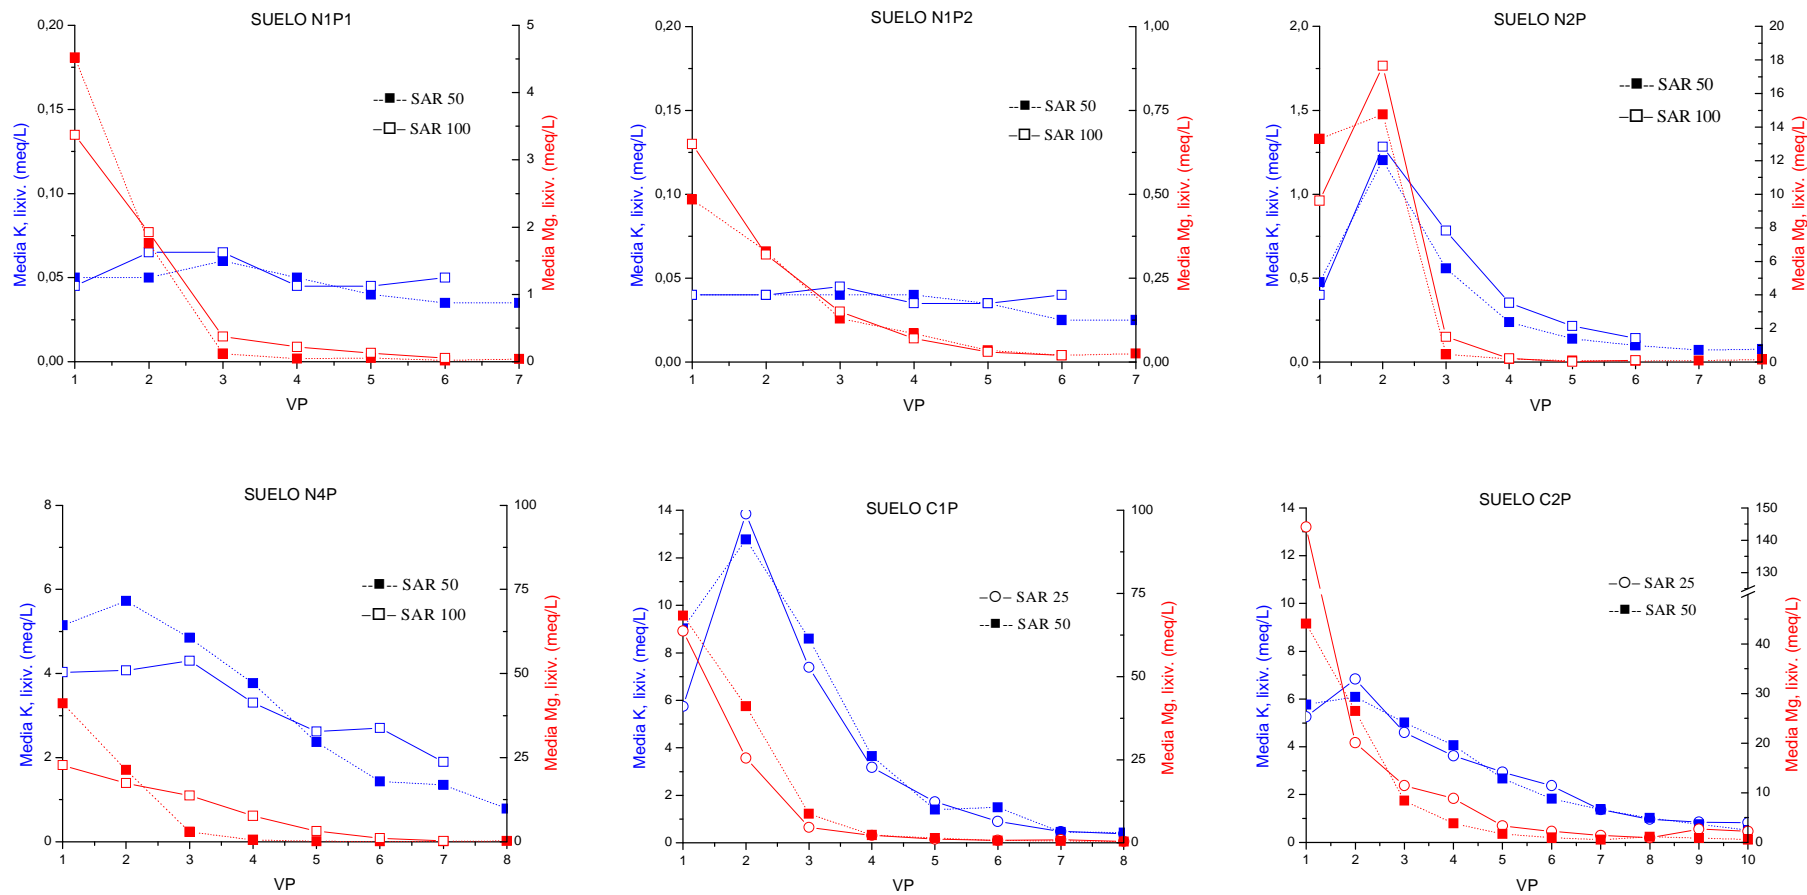 SUELO N1P1
0,20
0,15
0,10
0,05
0,00
5
4
3
2
1
0
1 2 3 4 5 6 7
VP
Media K, lixiv. (meq/L)
Media Mg, lixiv. (meq/L)
SAR 50
SAR 100
SUELO N1P2
0,20
0,15
0,10
0,05
0,00
1,00
0,75
0,50
0,25
0,00
1 2 3 4 5 6 7
VP
Media K, lixiv. (meq/L)
Media Mg, lixiv. (meq/L)
SAR 50
SAR 100
SUELO N2P
2,0
1,5
1,0
0,5
0,0
20
18
16
14
12
10
8
6
4
2
0
1 2 3 4 5 6 7 8
VP
Media K, lixiv. (meq/L)
Media Mg, lixiv. (meq/L)
SAR 50
SAR 100
SUELO N4P
8
6
4
2
0
100
75
50
25
0
1 2 3 4 5 6 7 8
VP
Media K, lixiv. (meq/L)
Media Mg, lixiv. (meq/L)
SAR 50
SAR 100
SUELO C1P
14
12
10
8
6
4
2
0
100
75
50
25
0
1 2 3 4 5 6 7 8
VP
Media K, lixiv. (meq/L)
Media Mg, lixiv. (meq/L)
SAR 25
SAR 50
SUELO C2P
14
12
10
8
6
4
2
0
150
140
130
40
30
20
10
0
1 2 3 4 5 6 7 8 9 10
VP
Media K, lixiv. (meq/L)
Media Mg, lixiv. (meq/L)
SAR 25
SAR 50